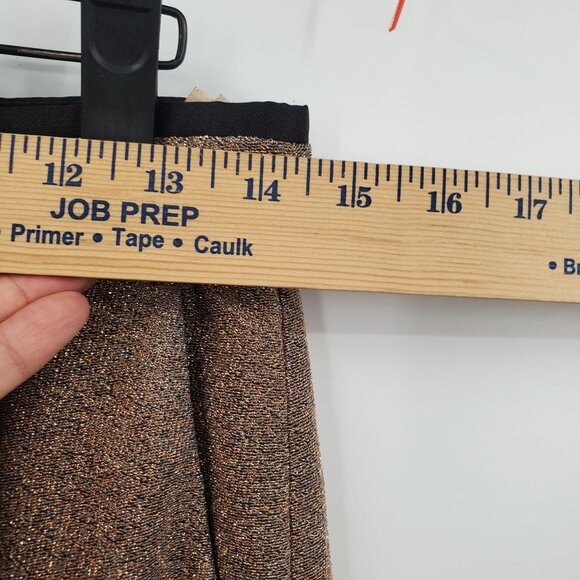 12 13 14 15 16 17
JOB PREP
• Primer • Tape • Caulk
•